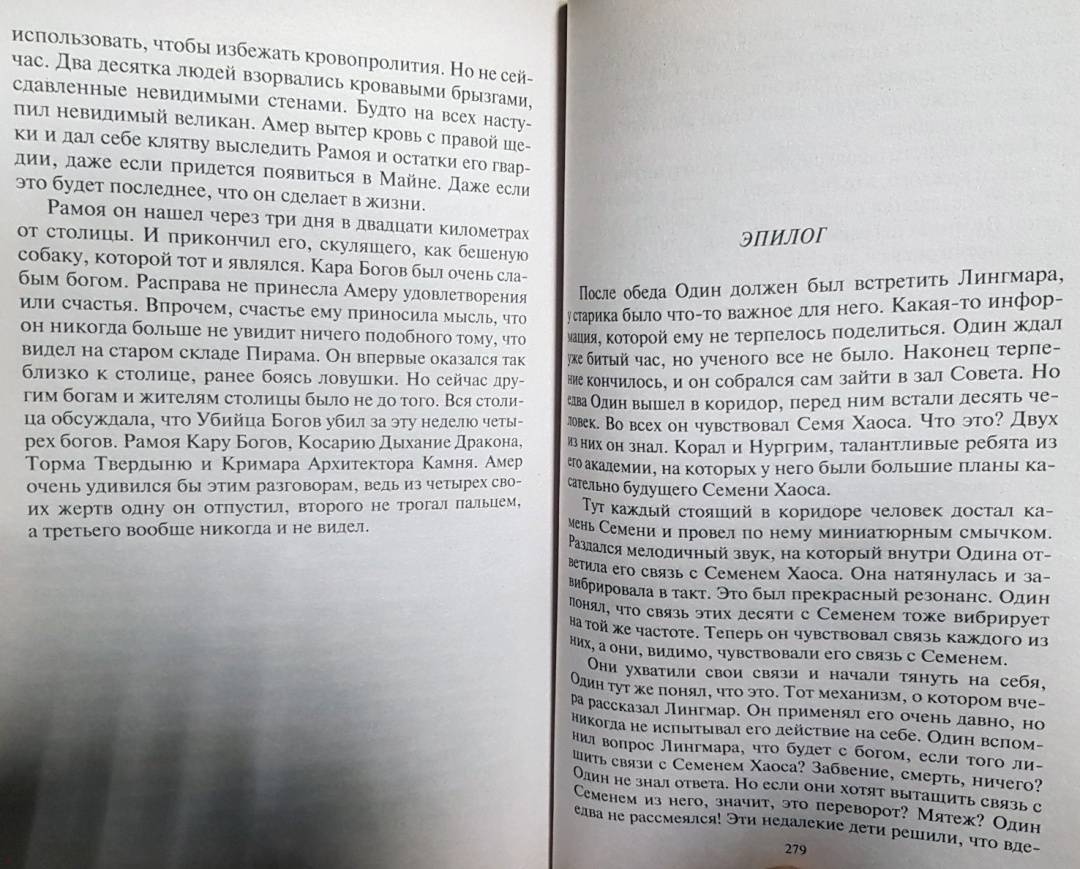 использовать, чтобы избежать кровопролития. Но не сей-
час. Два десятка людей взорвались кровавыми брызгами,
сдавленные невидимыми стенами. Будто на всех насту-
пил невидимый великан. Амер вытер кровь с правой ще-
ки и дал себе клятву выследить Рамоя и остатки его гвар-
дии, даже если придется появиться в Майне. Даже если
это будет последнее, что он сделает в жизни.
Рамоя он нашел через три дня в двадцати километрах
от столицы. И прикончил его, скулящего, как бешеную
собаку, которой тот и являлся. Кара Богов был очень сла-
бым богом. Расправа не принесла Амеру удовлетворения
или счастья. Впрочем, счастье ему приносила мысль, что
он никогда больше не увидит ничего подобного тому, что
видел на старом складе Пирама. Он впервые оказался так
близко к столице, ранее боясь ловушки. Но сейчас дру-
гим богам и жителям столицы было не до того. Вся столи-
ца обсуждала, что Убийца Богов убил за эту неделю четы-
рех богов. Рамоя Кару Богов, Косарию Дыхание Дракона,
Торма Твердыню и Кримара Архитектора Камня. Амер
очень удивился бы этим разговорам, ведь из четырех сво-
их жертв одну он отпустил, второго не трогал пальцем,
а третьего вообще никогда и не видел.
ЭПИЛОГ
После обеда Один должен был встретить Лингмара,
у старика было что-то важное для него. Какая-то инфор-
мация, которой ему не терпелось поделиться. Один ждал
уже битый час, но ученого все не было. Наконец терпе-
ние кончилось, и он собрался сам зайти в зал Совета. Но
едва Один вышел в коридор, перед ним встали десять че-
ловек. Во всех он чувствовал Семя Хаоса. Что это? Двух
из них он знал. Корал и Нургрим, талантливые ребята из
его академии, на которых у него были большие планы ка-
сательно будущего Семени Хаоса.
Тут каждый стоящий в коридоре человек достал ка-
мень Семени и провел по нему миниатюрным смычком.
Раздался мелодичный звук, на который внутри Одина от-
ветила его связь с Семенем Хаоса. Она натянулась и за-
вибрировала в такт. Это был прекрасный резонанс. Один
понял, что связь этих десяти с Семенем тоже вибрирует
на той же частоте. Теперь он чувствовал связь каждого из
них, а они, видимо, чувствовали его связь с Семенем.
Они ухватили свои связи и начали тянуть на себя,
Один тут же понял, что это. Тот механизм, о котором вче-
ра рассказал Лингмар. Он применял его очень давно, но
никогда не испытывал его действие на себе. Один вспом-
нил вопрос Лингмара, что будет с богом, если того ли-
шить связи с Семенем Хаоса? Забвение, смерть, ничего?
Один не знал ответа. Но если они хотят вытащить связь с
Семенем из него, значит, это переворот? Мятеж? Один
едва не рассмеялся! Эти недалекие дети решили, что вде-
279